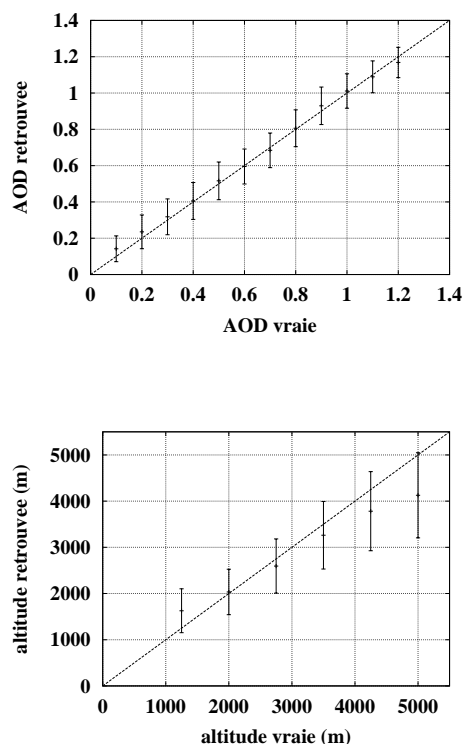 1.4
1.2
1
0.8
0.6
0.4
0.2
0
0 0.2 0.4 0.6 0.8 1 1.2 1.4
AOD retrouvee
AOD vraie
5000
4000
3000
2000
1000
0
0 1000 2000 3000 4000 5000
altitude retrouvee (m)
altitude vraie (m)